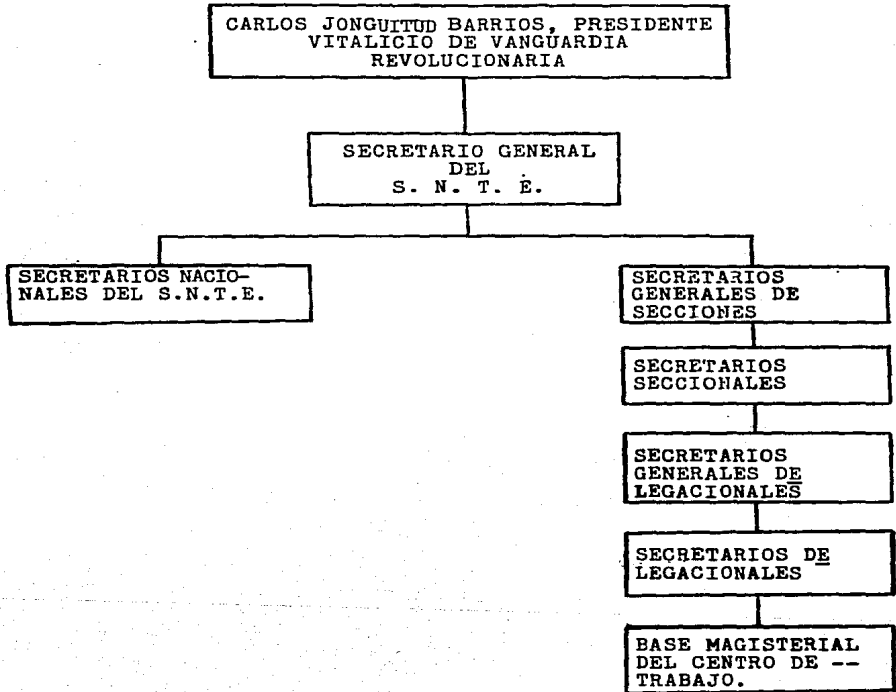 CARLOS JONGUITUD BARRIOS, PRESIDENTE
VITALICIO DE VANGUARDIA
REVOLUCIONARIA
SECRETARIO GENERAL
DEL
S. N. T. E.
SECRETARIOS NACIO-
NALES DEL S.N.T.E.
SECRETARIOS
GENERALES DE
SECCIONES
SECRETARIOS
SECCIONALES
SECRETARIOS
GENERALES DE
LEGACIONALES
SECRETARIOS DE
LEGACIONALES
BASE MAGISTERIAL
DEL CENTRO DE --
TRABAJO.